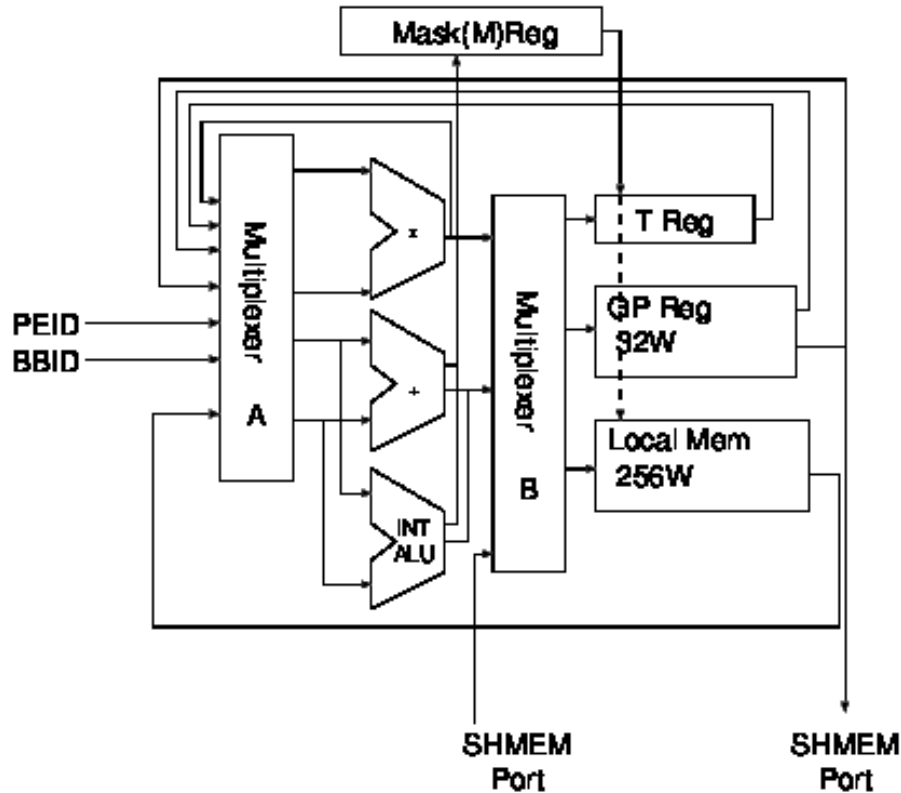 Mask(M)Reg
Multiplexer
A
PEID
BBID
x
+
INT
ALU
Multiplexer
B
T Reg
GP Reg
32W
Local Mem
256W
SHMEM
Port
SHMEM
Port